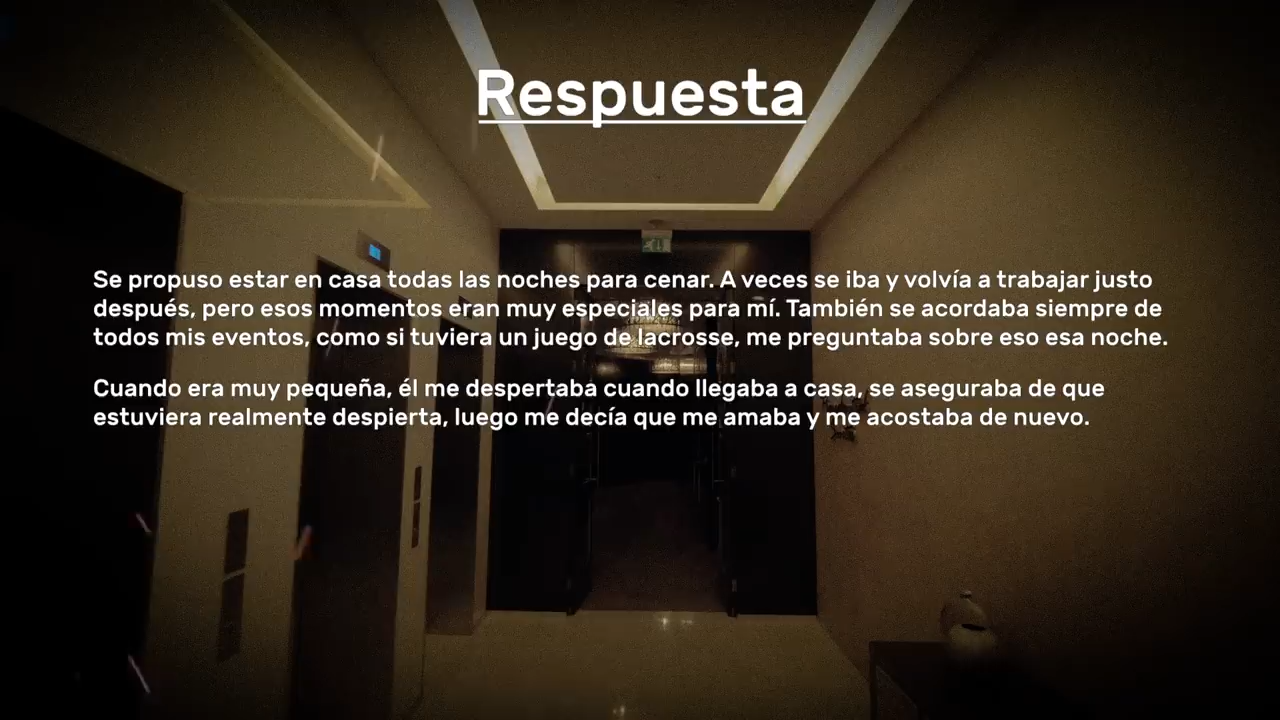 Respuesta
Se propuso estar en casa todas las noches para cenar. A veces se iba y volvía a trabajar justo
después, pero esos momentos eran muy especiales para mí. También se acordaba siempre de
todos mis eventos, como si tuviera un juego de lacrosse, me preguntaba sobre eso esa noche.
Cuando era muy pequeña, él me despertaba cuando llegaba a casa, se aseguraba de que
estuviera realmente despierta, luego me decía que me amaba y me acostaba de nuevo.